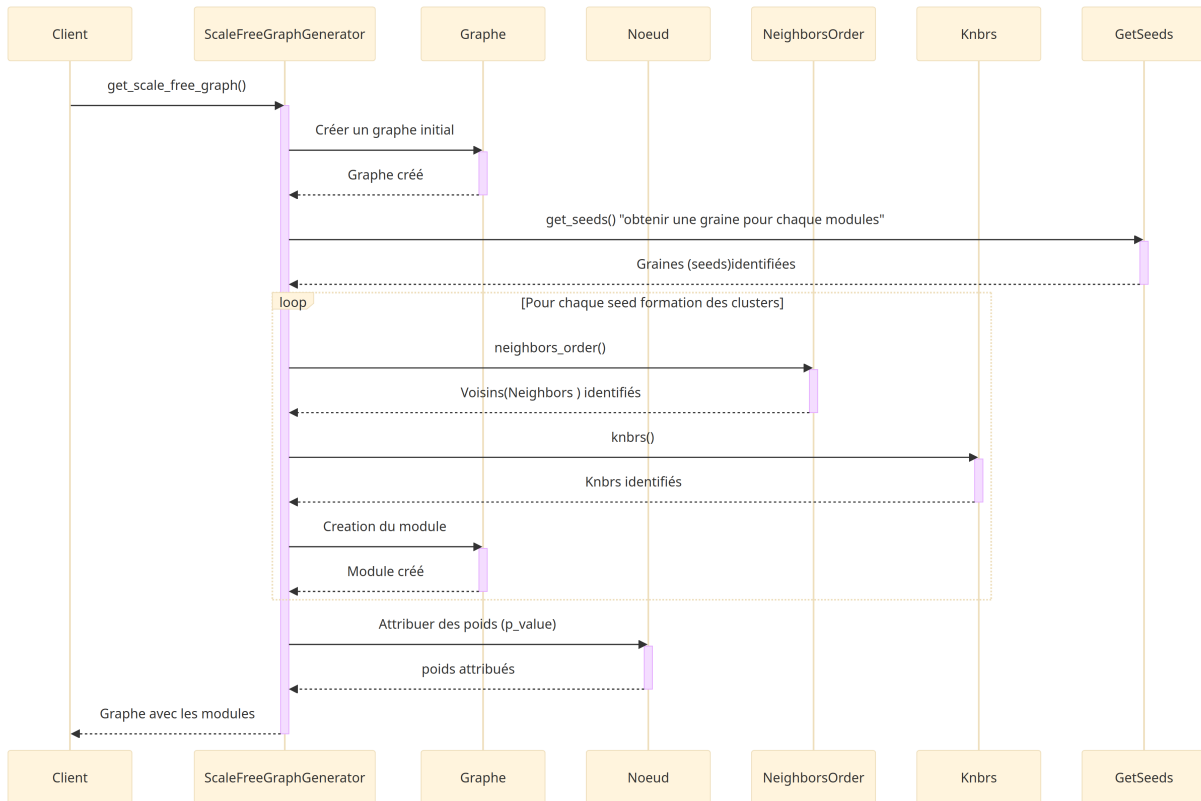 Client ScaleFreeGraphGenerator Graphe Noeud NeighborsOrder Knbrs GetSeeds
get_scale_free_graph()
Créer un graphe initial
Graphe créé
get_seeds() "obtenir une graine pour chaque modules"
Graines (seeds)identifiées
loop [Pour chaque seed formation des clusters]
neighbors_order()
Voisins(Neighbors ) identifiés
knbrs()
Knbrs identifiés
Creation du module
Module créé
Attribuer des poids (p_value)
poids attribués
Graphe avec les modules
Client ScaleFreeGraphGenerator Graphe Noeud NeighborsOrder Knbrs GetSeeds